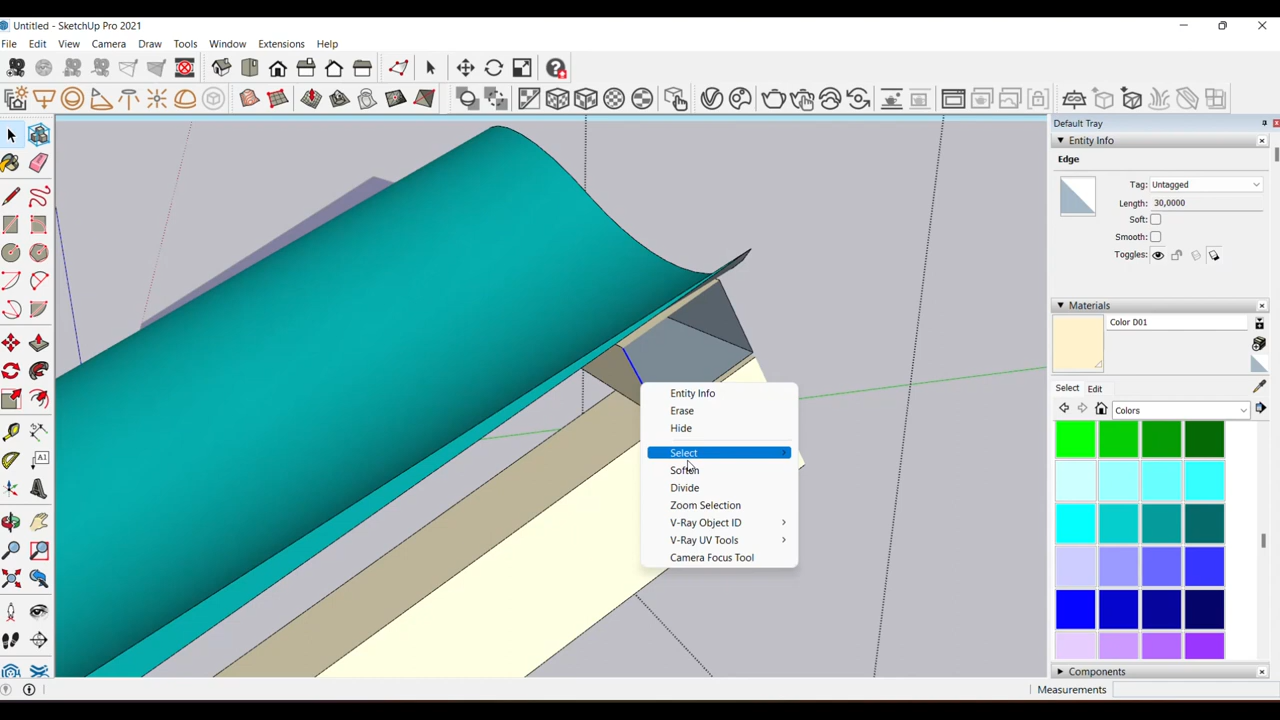 Untitled - SketchUp Pro 2021
File Edit View Camera Draw Tools Window Extensions Help
Default Tray
Entity Info
Edge
Tag: Untagged
Length: 30,0000
Soft:
Smooth:
Toggles:
Materials
Color D01
Select Edit
Colors
Entity Info
Erase
Hide
Select
Soften
Divide
Zoom Selection
V-Ray Object ID
V-Ray UV Tools
Camera Focus Tool
Components
Measurements